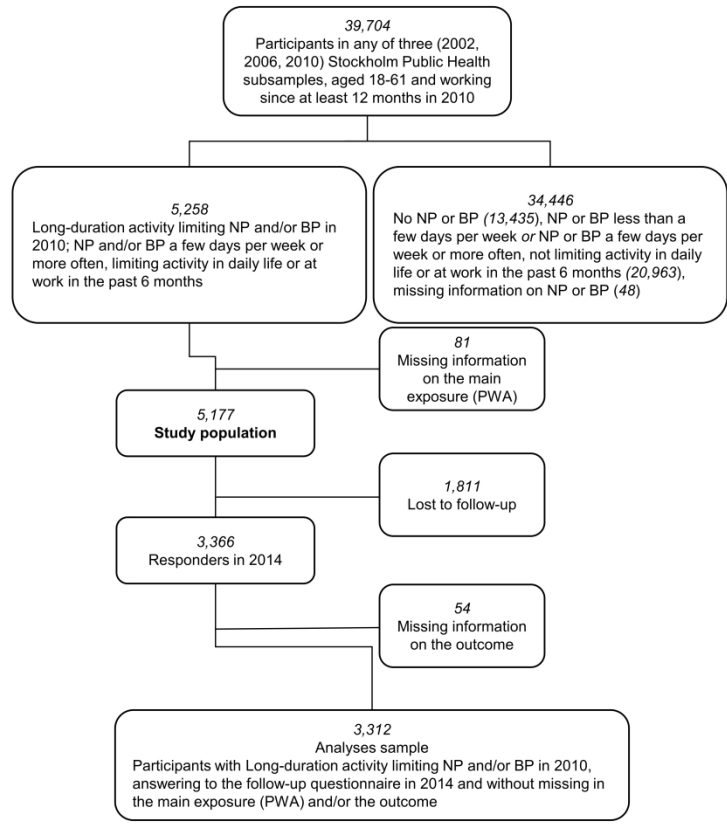 39,704
Participants in any of three (2002,
2006, 2010) Stockholm Public Health
subsamples, aged 18-61 and working
since at least 12 months in 2010
5,258
Long-duration activity limiting NP and/or BP in
2010; NP and/or BP a few days per week or
more often, limiting activity in daily life or at
work in the past 6 months
34,446
No NP or BP (13,435), NP or BP less than a
few days per week or NP or BP a few days per
week or more often, not limiting activity in daily
life or at work in the past 6 months (20,963),
missing information on NP or BP (48)
81
Missing information
on the main
exposure (PWA)
5,177
Study population
1,811
Lost to follow-up
3,366
Responders in 2014
54
Missing information
on the outcome
3,312
Analyses sample
Participants with Long-duration activity limiting NP and/or BP in 2010,
answering to the follow-up questionnaire in 2014 and without missing in
the main exposure (PWA) and/or the outcome